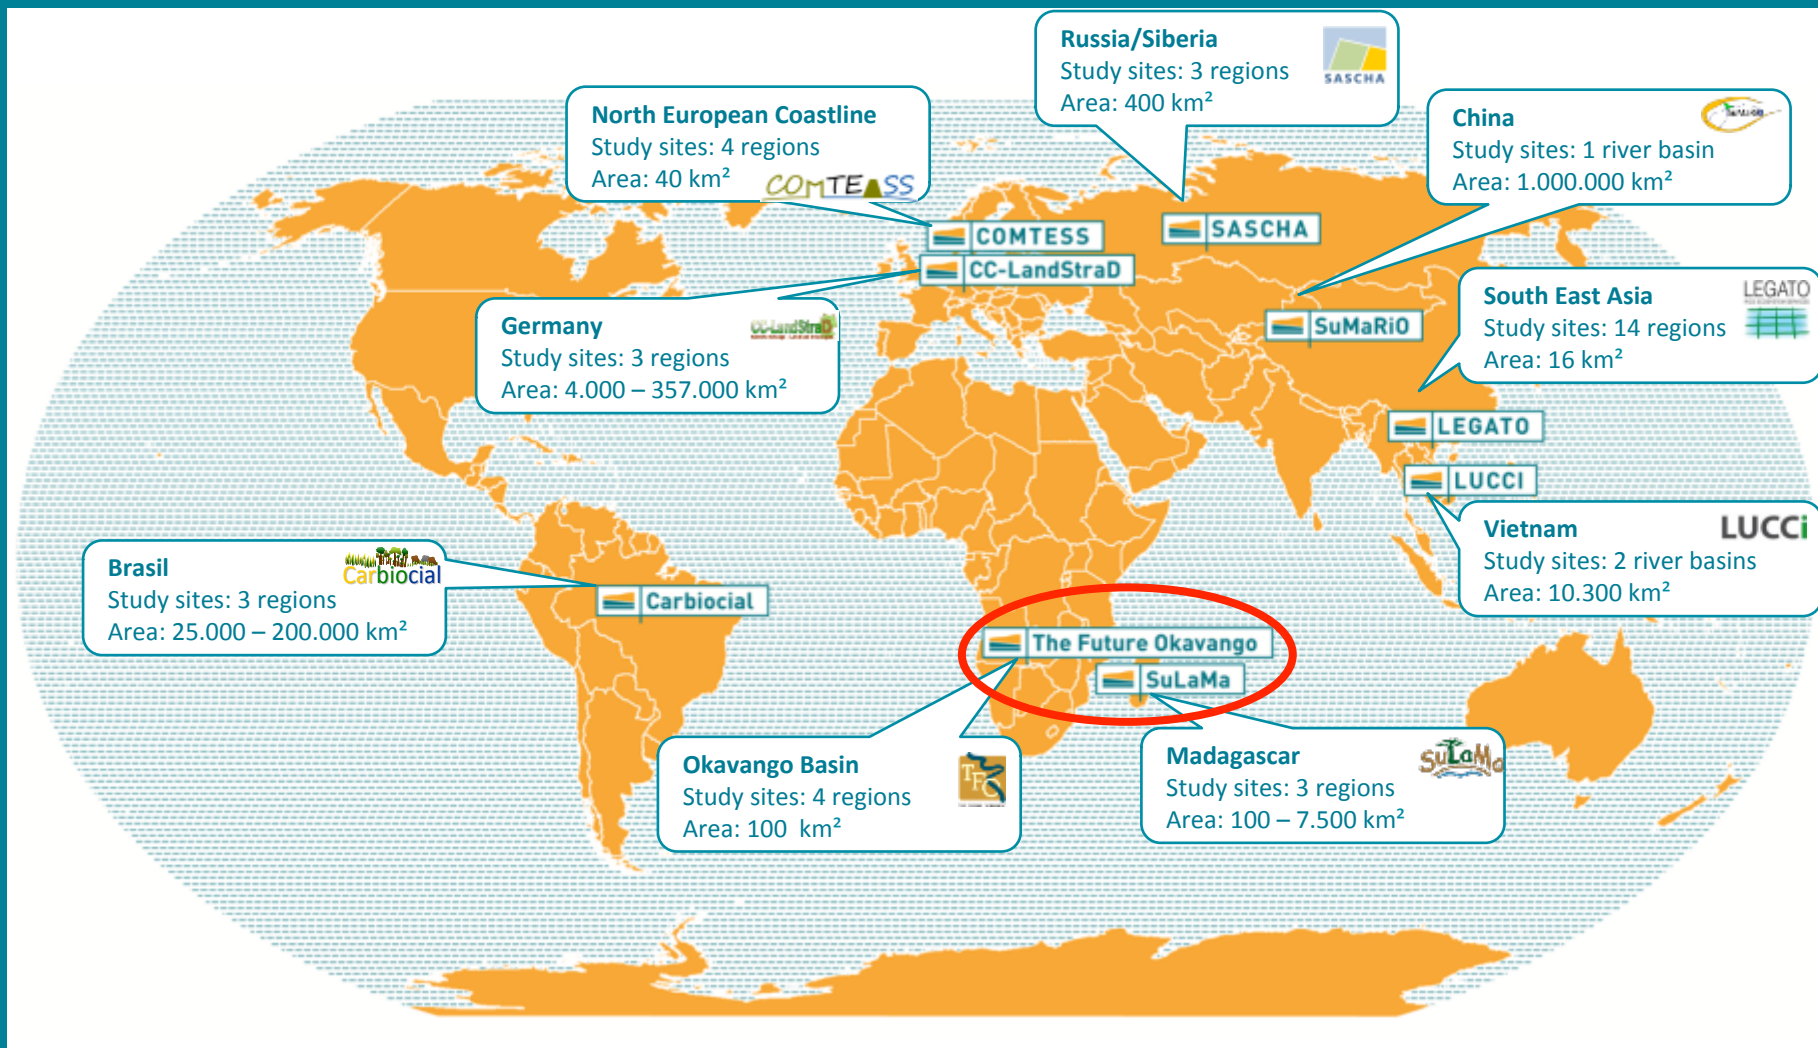 Russia/Siberia
Study sites: 3 regions
Area: 400 km²
SASCHA
North European Coastline
Study sites: 4 regions
Area: 40 km²
COMTEASS
China
Study sites: 1 river basin
Area: 1.000.000 km²
COMTESS
SASCHA
CC-LandStraD
South East Asia
Study sites: 14 regions
Area: 16 km²
LEGATO
Germany
Study sites: 3 regions
Area: 4.000 – 357.000 km²
CC-LandStraD
SuMaRiO
LEGATO
LUCCI
Vietnam
Study sites: 2 river basins
Area: 10.300 km²
LUCCi
Brasil
Study sites: 3 regions
Area: 25.000 – 200.000 km²
Carbiocial
Carbiocial
The Future Okavango
SuLaMa
Okavango Basin
Study sites: 4 regions
Area: 100  km²
TFO
Madagascar
Study sites: 3 regions
Area: 100 – 7.500 km²
SuLaMa